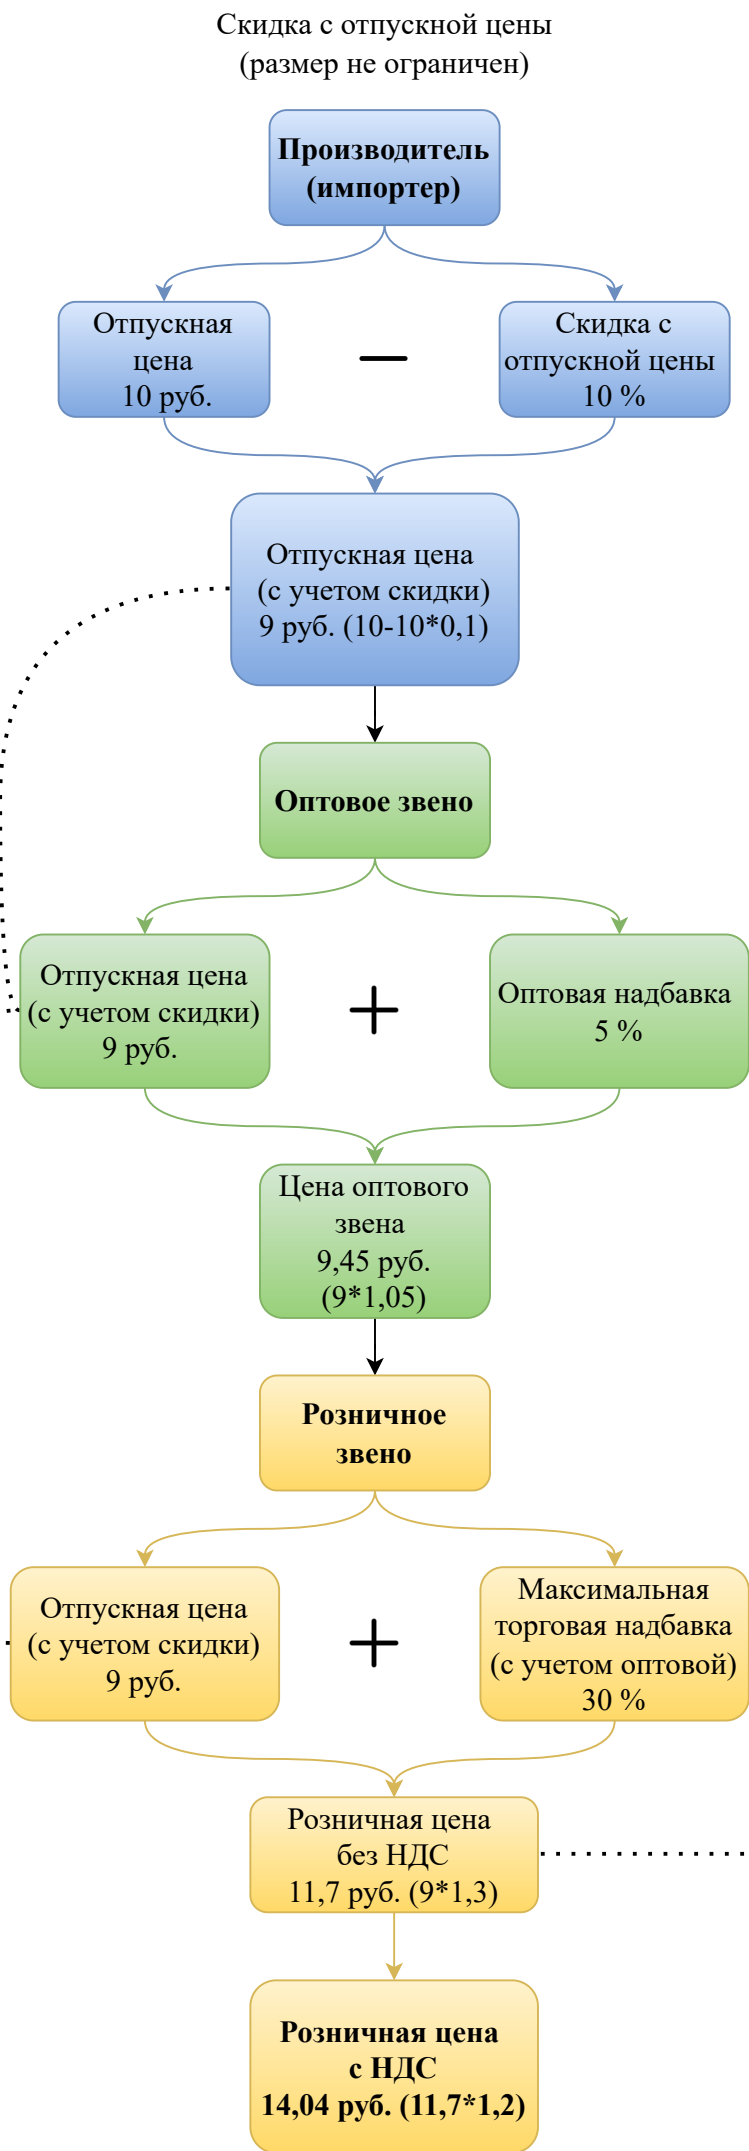 Скидка с отпускной цены
(размер не ограничен)
Производитель
(импортер)
Отпускная
цена
10 руб.
—
Скидка с
отпускной цены
10 %
Отпускная цена
(с учетом скидки)
9 руб. (10-10*0,1)
Оптовое звено
Отпускная цена
(с учетом скидки)
9 руб.
+
Оптовая надбавка
5 %
Цена оптового
звена
9,45 руб.
(9*1,05)
Розничное
звено
Отпускная цена
(с учетом скидки)
9 руб.
+
Максимальная
торговая надбавка
(с учетом оптовой)
30 %
Розничная цена
без НДС
11,7 руб. (9*1,3)
Розничная цена
с НДС
14,04 руб. (11,7*1,2)